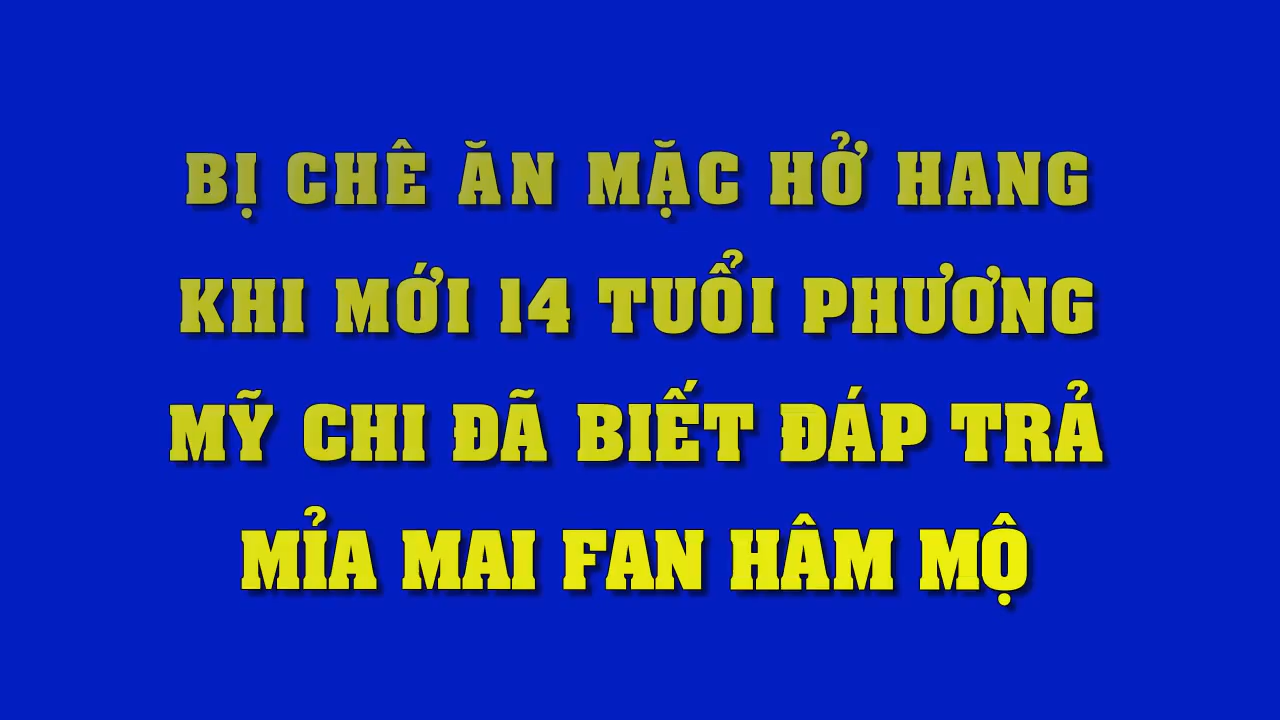 BỊ CHÊ ĂN MẶC HỞ HANG
KHI MỚI 14 TUỔI PHƯƠNG
MỸ CHI ĐÃ BIẾT ĐÁP TRẢ
MỈA MAI FAN HÂM MỘ